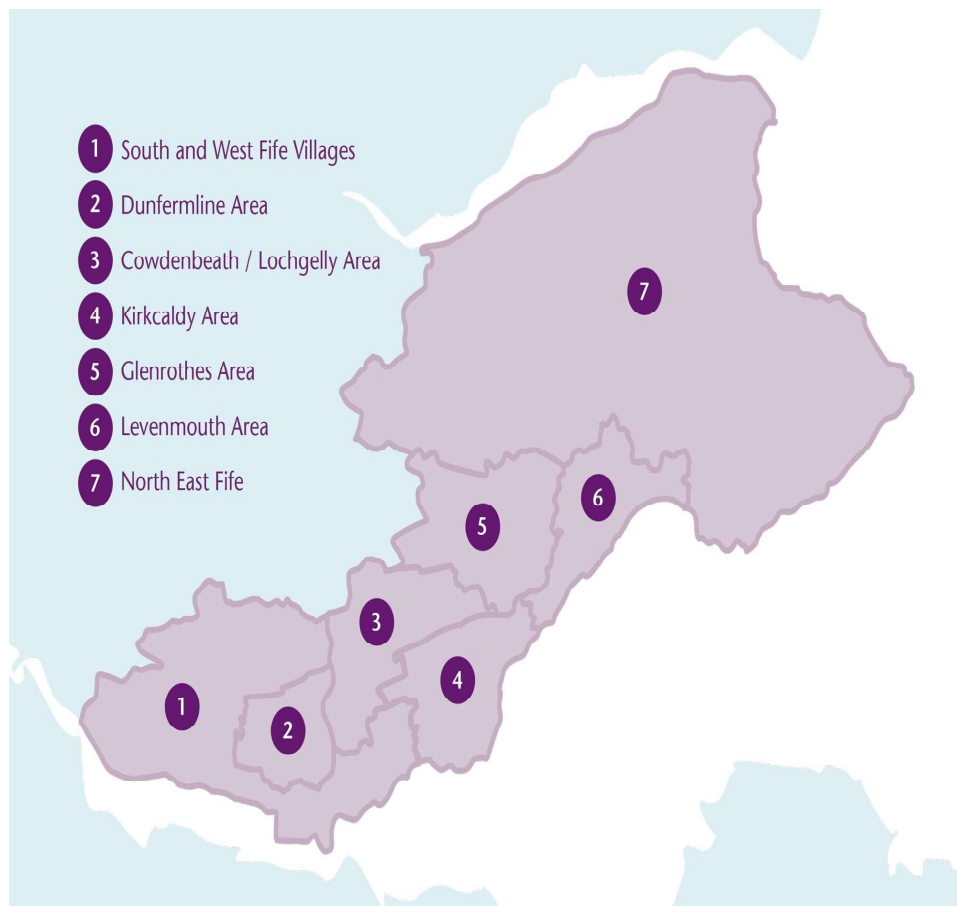 1 South and West Fife Villages
2 Dunfermline Area
3 Cowdenbeath / Lochgelly Area
4 Kirkcaldy Area
5 Glenrothes Area
6 Levenmouth Area
7 North East Fife
7
6
5
3
4
1
2